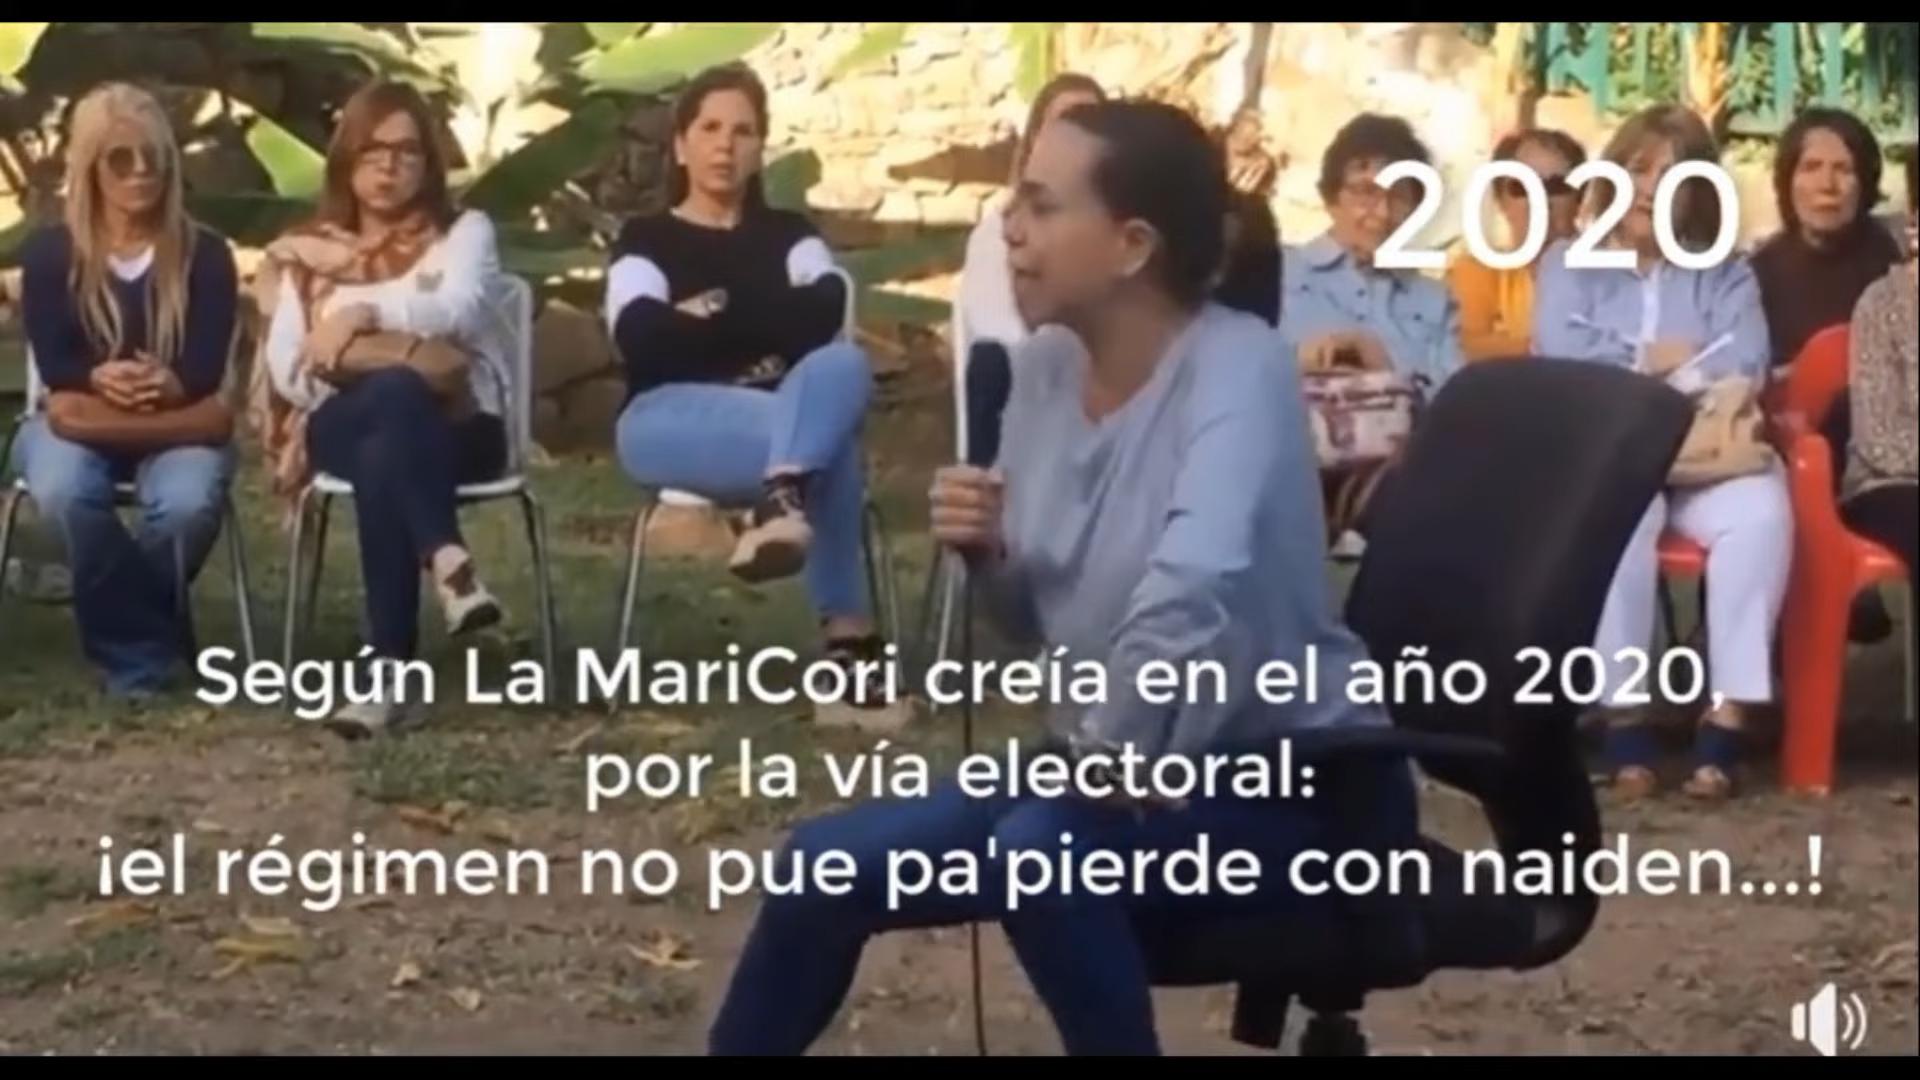 2020
Según La MariCori creía en el año 2020,
por la vía electoral:
¡el régimen no pue pa'pierde con naiden...!